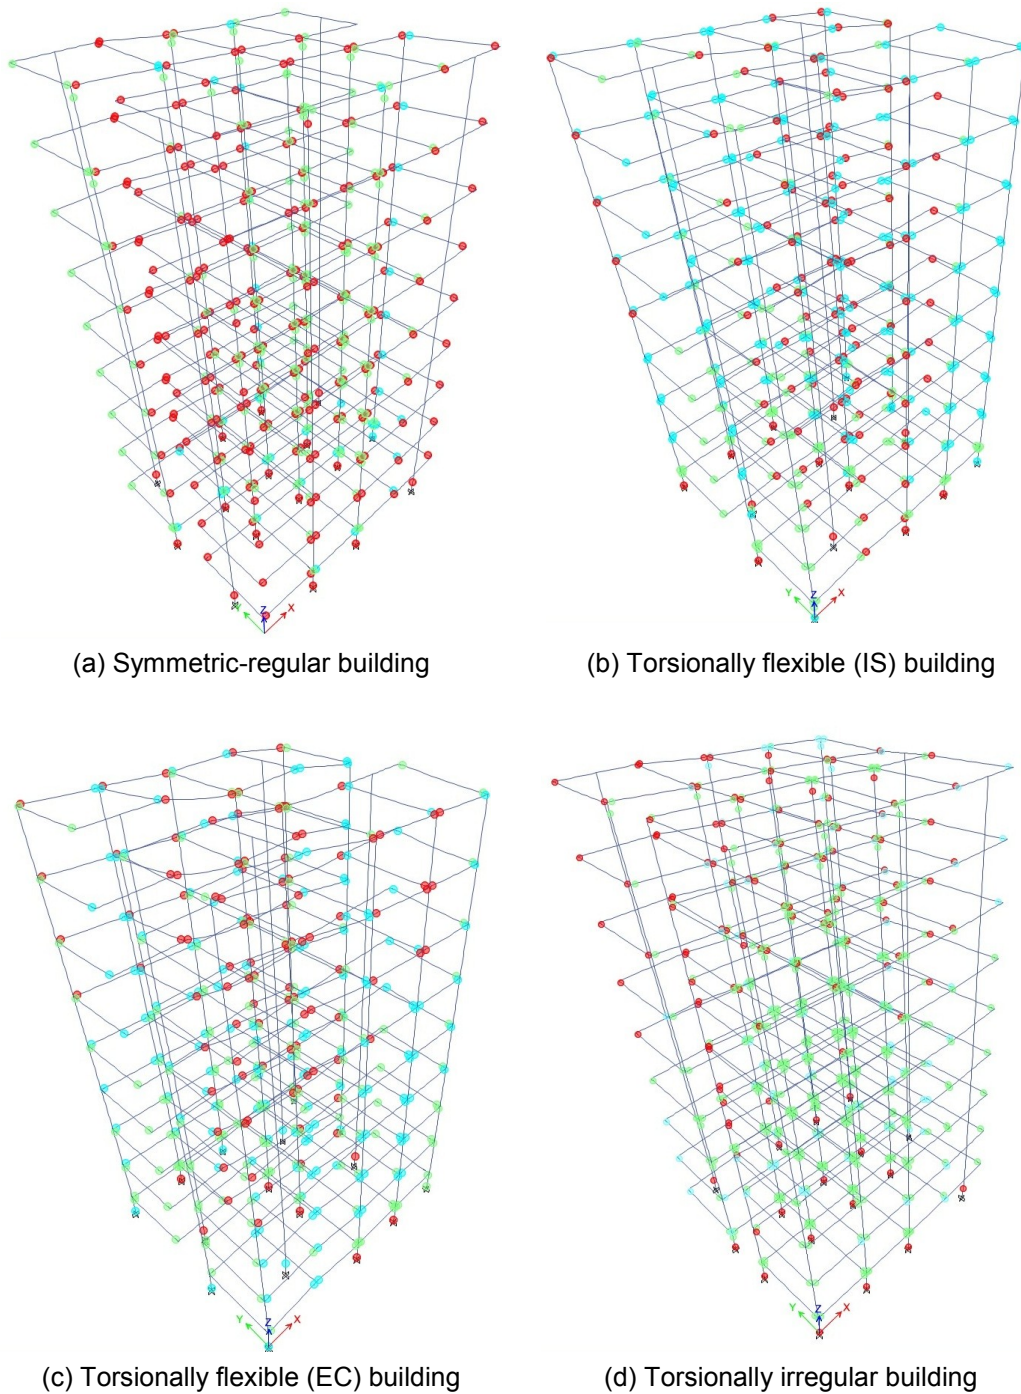 Y Z X
(a) Symmetric-regular building
Y Z X
(b) Torsionally flexible (IS) building
Y Z X
(c) Torsionally flexible (EC) building
Y Z X
(d) Torsionally irregular building